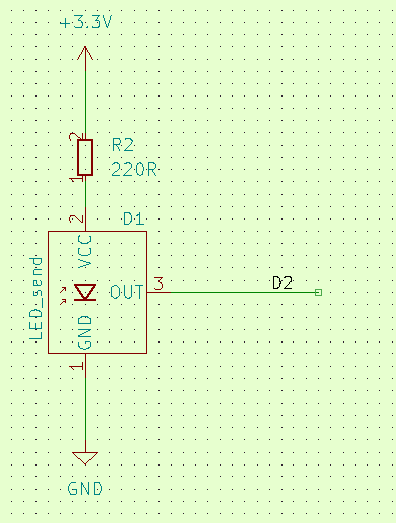 +3.3V
2
R2
220R
1
2
D1
VCC
LED_send
OUT
3
D2
GND
1
GND